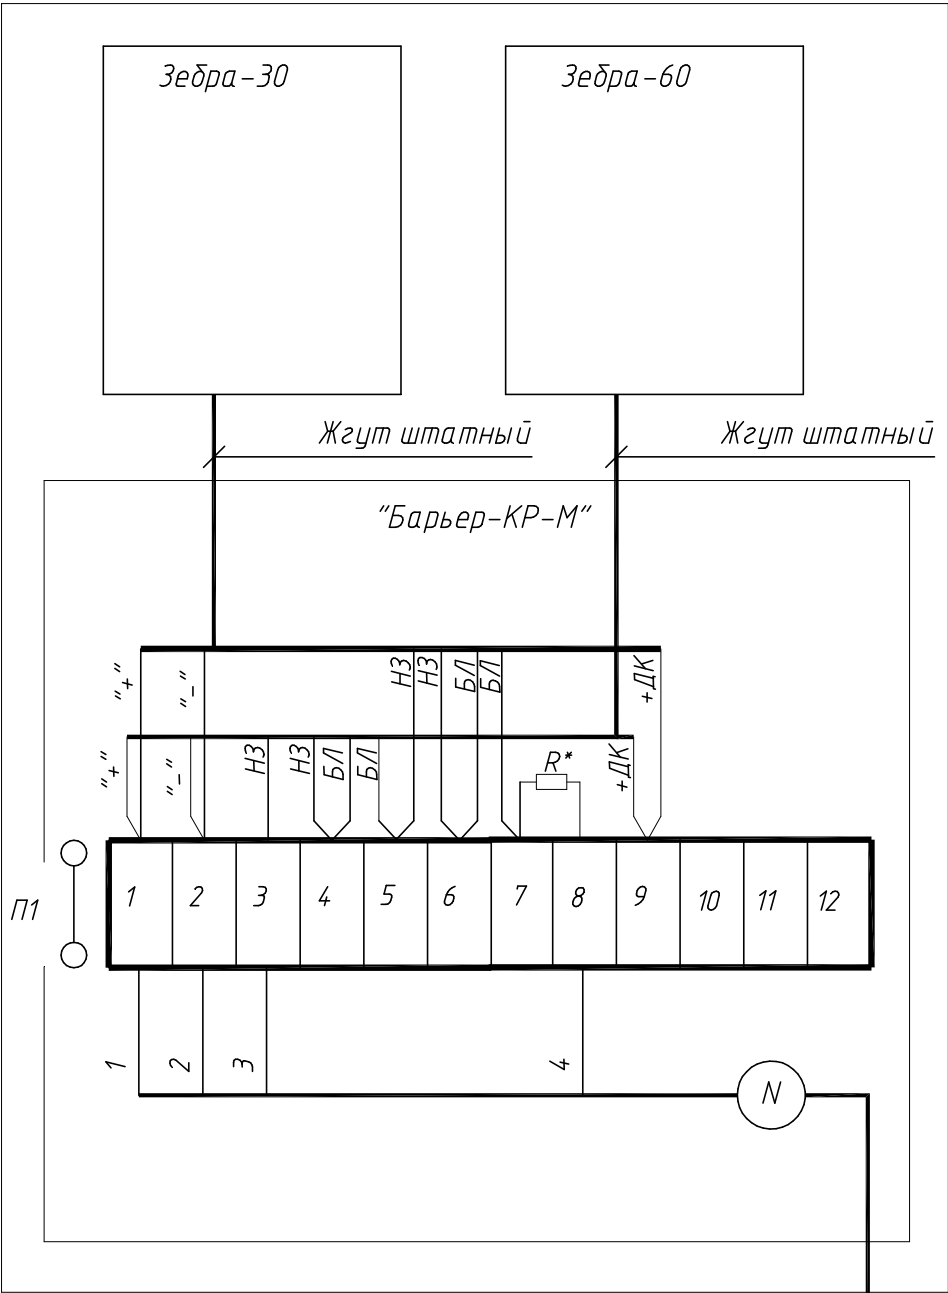 Зебра-30
Зебра-60
Жгут штатный
Жгут штатный
"Барьер-КР-М"
"+"
"_"
НЗ
НЗ
БЛ
БЛ
+ДК
"+"
"_"
НЗ
НЗ
БЛ
БЛ
R*
+ДК
П1
1
2
3
4
5
6
7
8
9
10
11
12
1
2
3
4
N